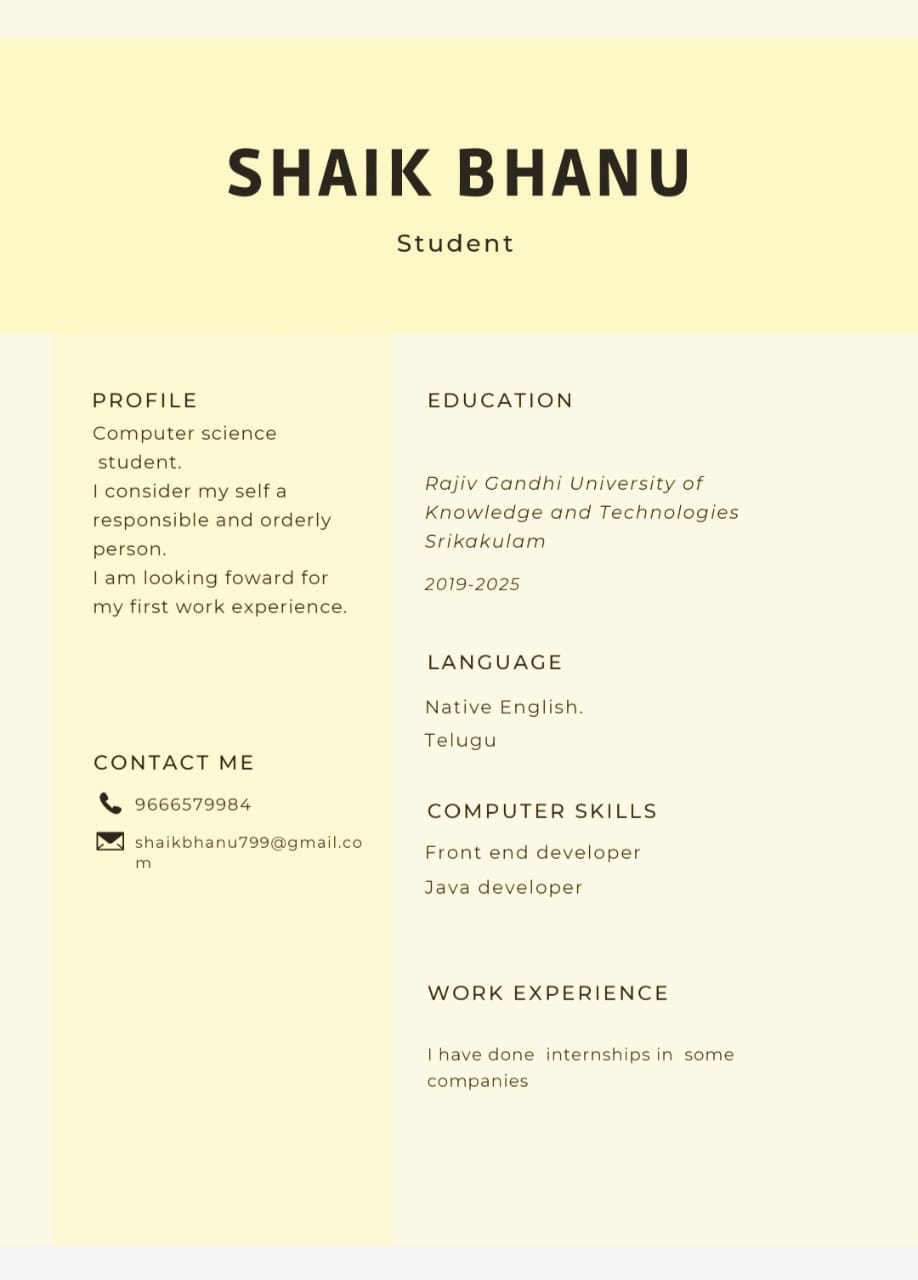 SHAIK BHANU
Student
PROFILE
Computer science
student.
I consider my self a
responsible and orderly
person.
I am looking foward for
my first work experience.
CONTACT ME
9666579984
shaikbhanu799@gmail.co
m
EDUCATION
Rajiv Gandhi University of
Knowledge and Technologies
Srikakulam
2019-2025
LANGUAGE
Native English.
Telugu
COMPUTER SKILLS
Front end developer
Java developer
WORK EXPERIENCE
I have done  internships in  some
companies